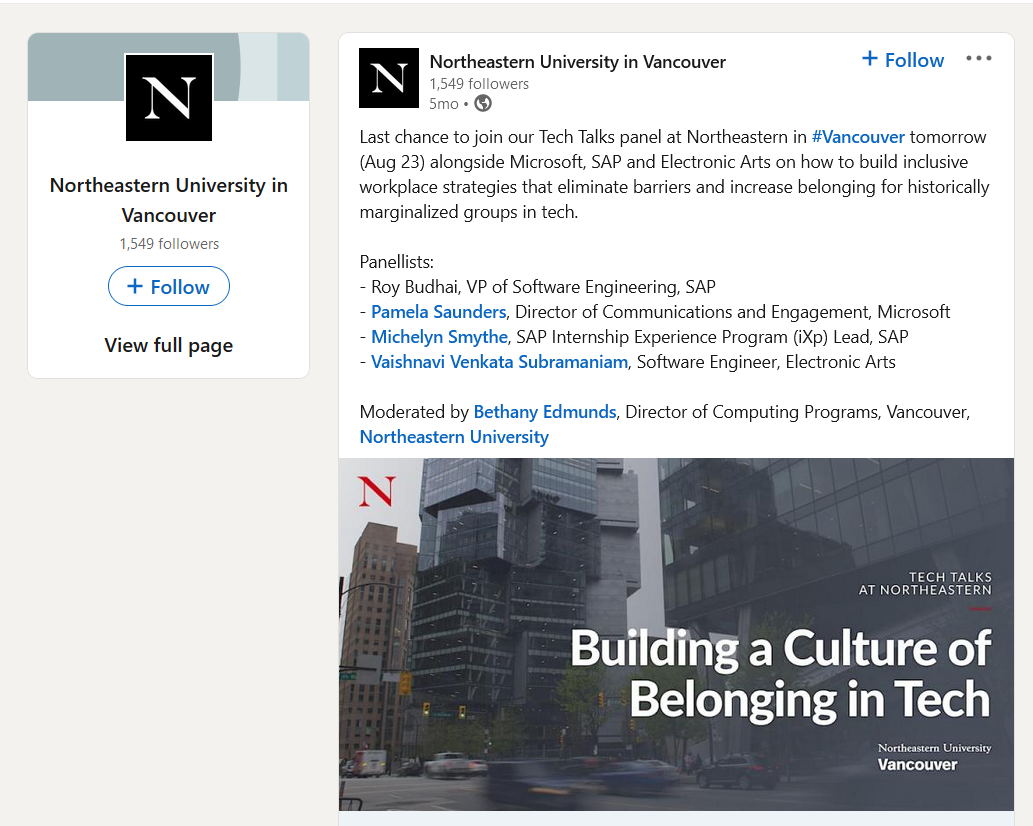 N
Northeastern University in
Vancouver
1,549 followers
+ Follow
View full page
N
Northeastern University in Vancouver
1,549 followers
5mo •
+ Follow
•••
Last chance to join our Tech Talks panel at Northeastern in #Vancouver tomorrow
(Aug 23) alongside Microsoft, SAP and Electronic Arts on how to build inclusive
workplace strategies that eliminate barriers and increase belonging for historically
marginalized groups in tech.
Panellists:
- Roy Budhai, VP of Software Engineering, SAP
- Pamela Saunders, Director of Communications and Engagement, Microsoft
- Michelyn Smythe, SAP Internship Experience Program (iXp) Lead, SAP
- Vaishnavi Venkata Subramaniam, Software Engineer, Electronic Arts
Moderated by Bethany Edmunds, Director of Computing Programs, Vancouver,
Northeastern University
N
TECH TALKS
AT NORTHEASTERN
Building a Culture of
Belonging in Tech
Northeastern University
Vancouver